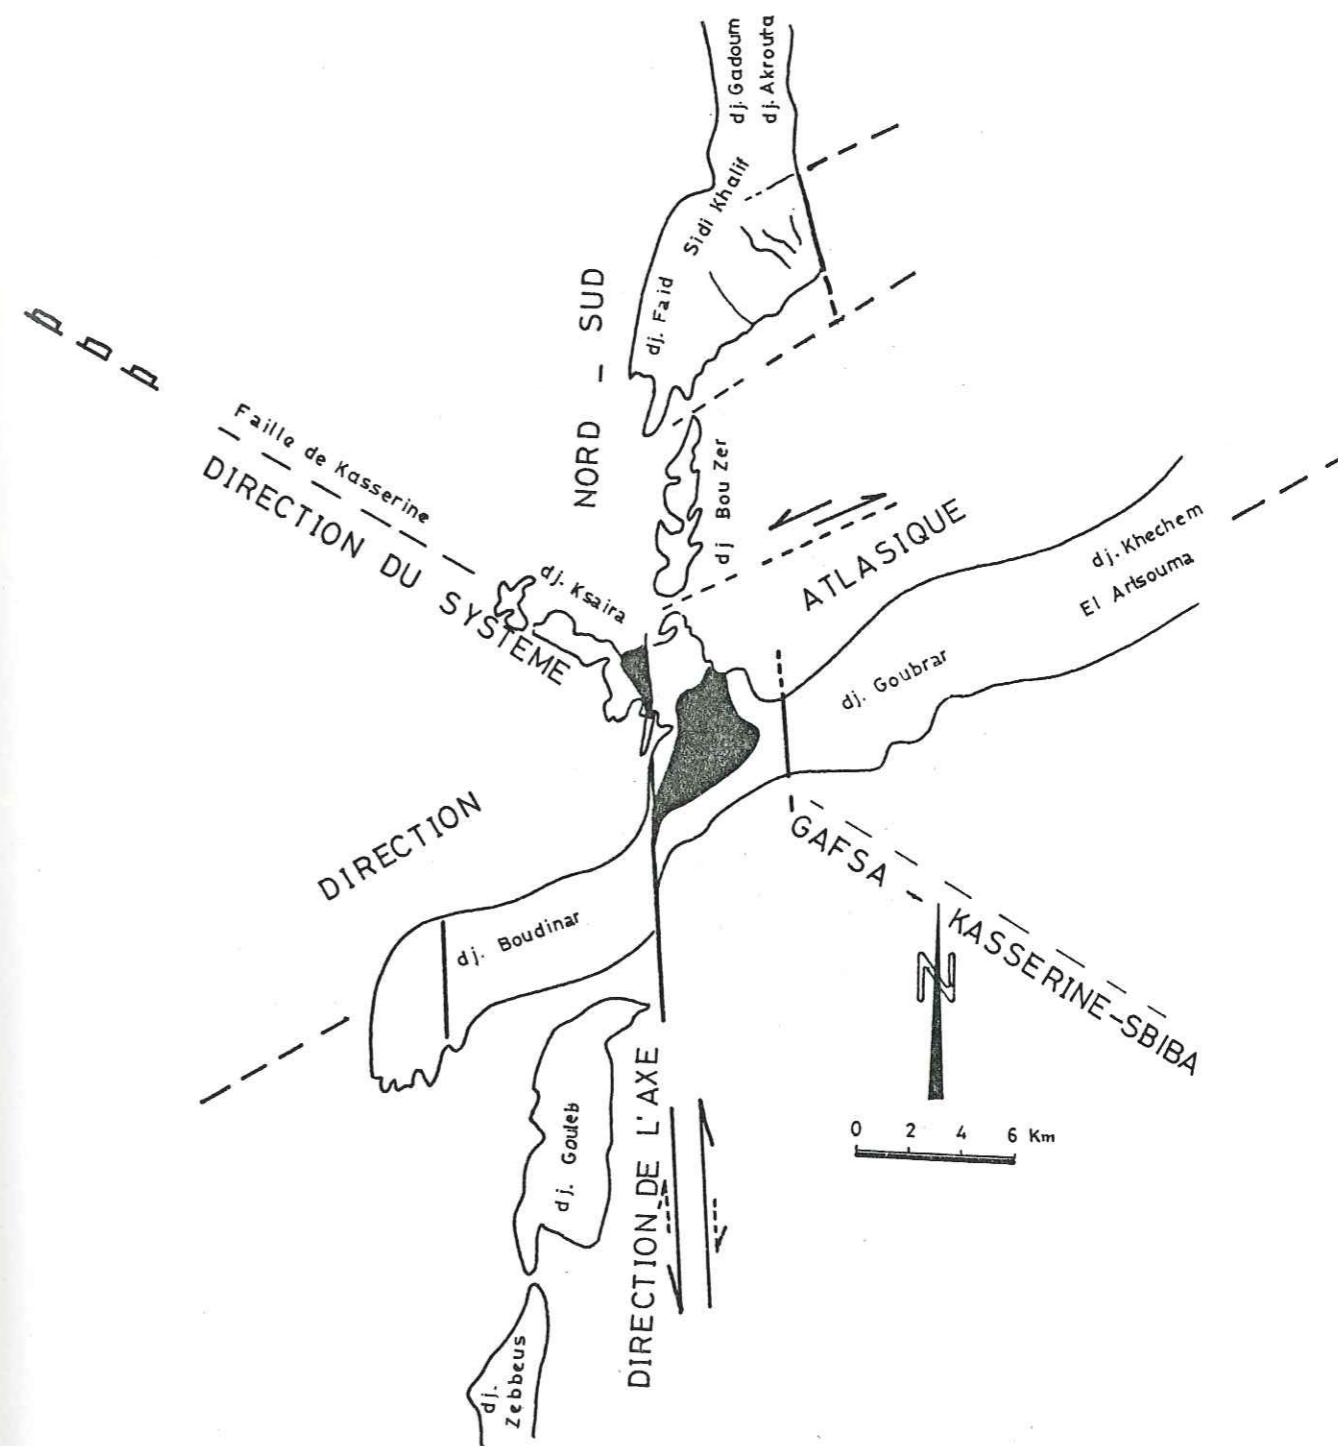 dj. Gadoum
dj. Akrouta
Sidi Khalif
dj. Faid
NORD - SUD
Faille de Kasserine
DIRECTION DU SYSTEME
dj Bou Zer
ATLASIQUE
dj. Ksaira
dj. Khechem
El Artsouma
dj. Goubrar
DIRECTION
GAFSA - KASSERINE-SBIBA
N
dj. Boudinar
0 2 4 6 Km
dj. Gouleb
DIRECTION DE L'AXE
dj.
Zebbeus